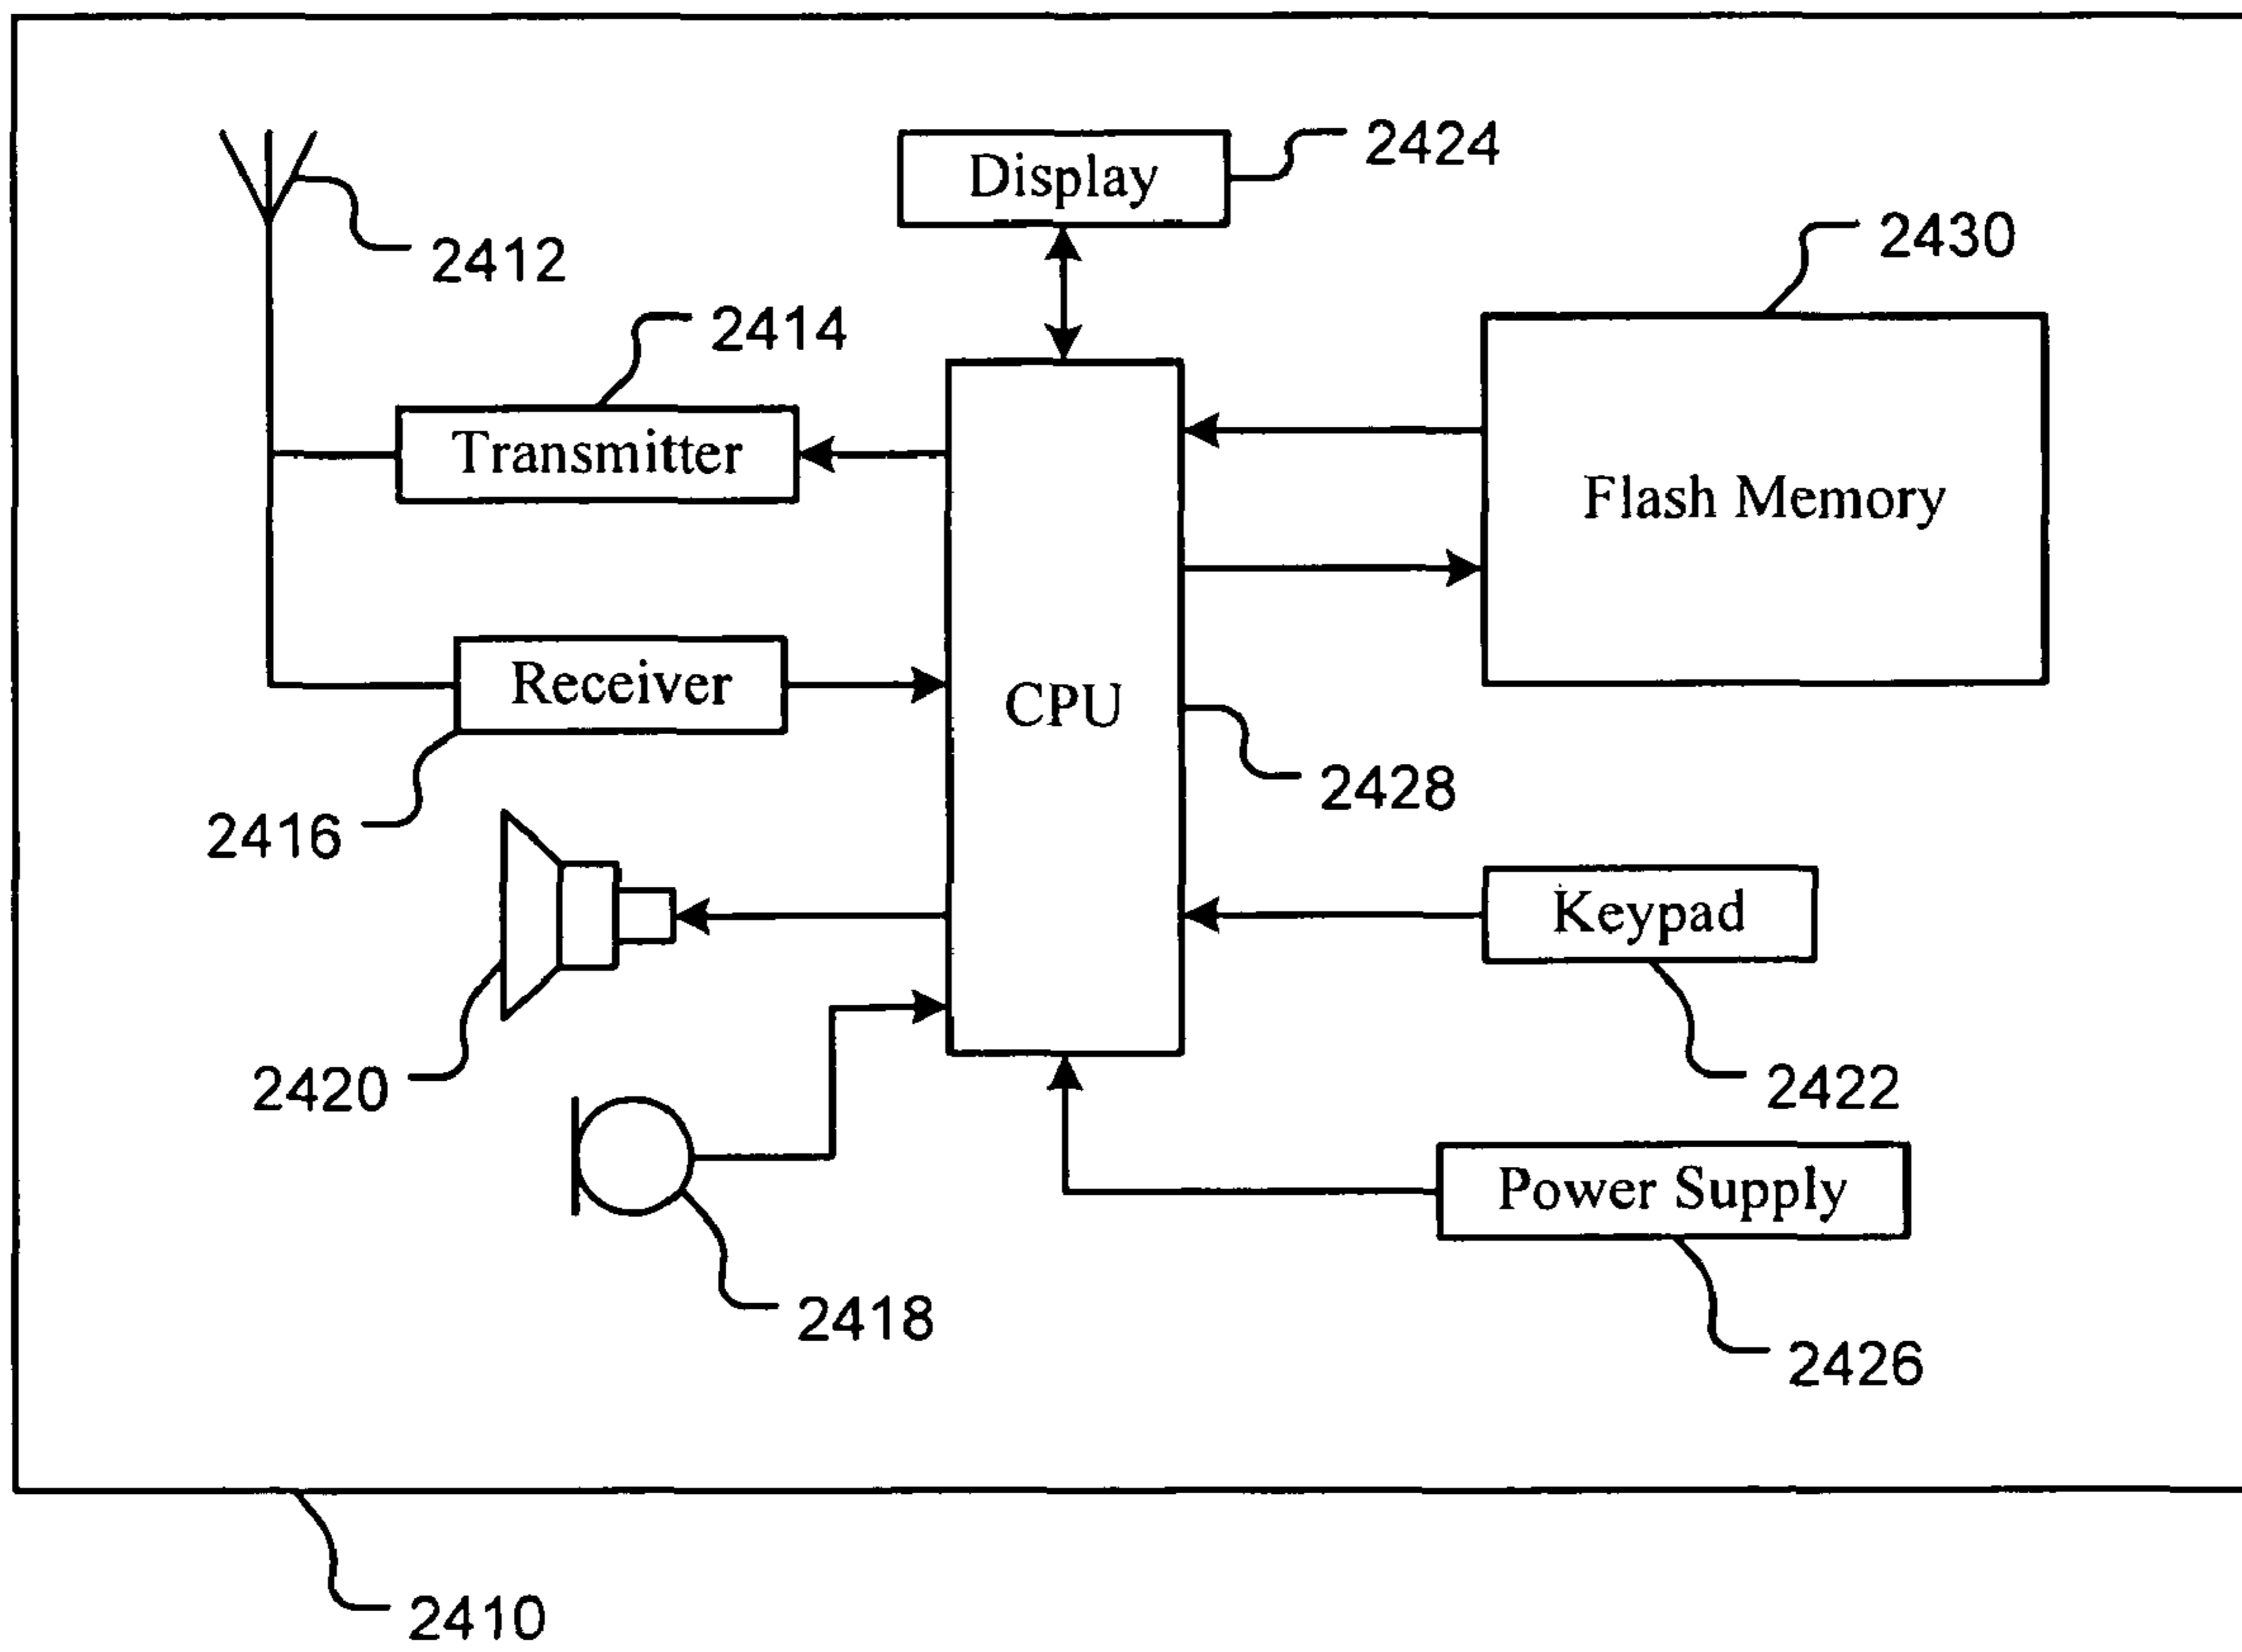 Display
2424
2412
2430
2414
Transmitter
Flash Memory
Receiver
CPU
2428
2416
Keypad
2420
2422
Power Supply
2418
2426
2410